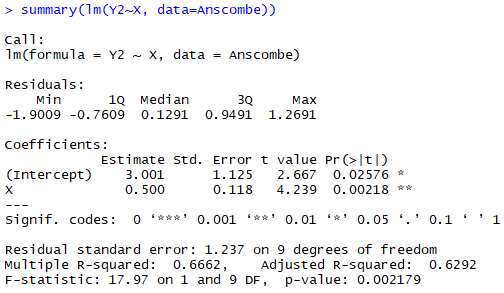 > summary(lm(Y2~X, data=Anscombe))
Call:
lm(formula = Y2 ~ X, data = Anscombe)
Residuals:
    Min      1Q  Median      3Q     Max
-1.9009 -0.7609  0.1291  0.9491  1.2691
Coefficients:
            Estimate Std. Error t value Pr(>|t|)
(Intercept)    3.001      1.125   2.667  0.02576 *
X              0.500      0.118   4.239  0.00218 **
---
Signif. codes:  0 ‘***’ 0.001 ‘**’ 0.01 ‘*’ 0.05 ‘.’ 0.1 ‘ ’ 1
Residual standard error: 1.237 on 9 degrees of freedom
Multiple R-squared:  0.6662,    Adjusted R-squared:  0.6292
F-statistic: 17.97 on 1 and 9 DF,  p-value: 0.002179